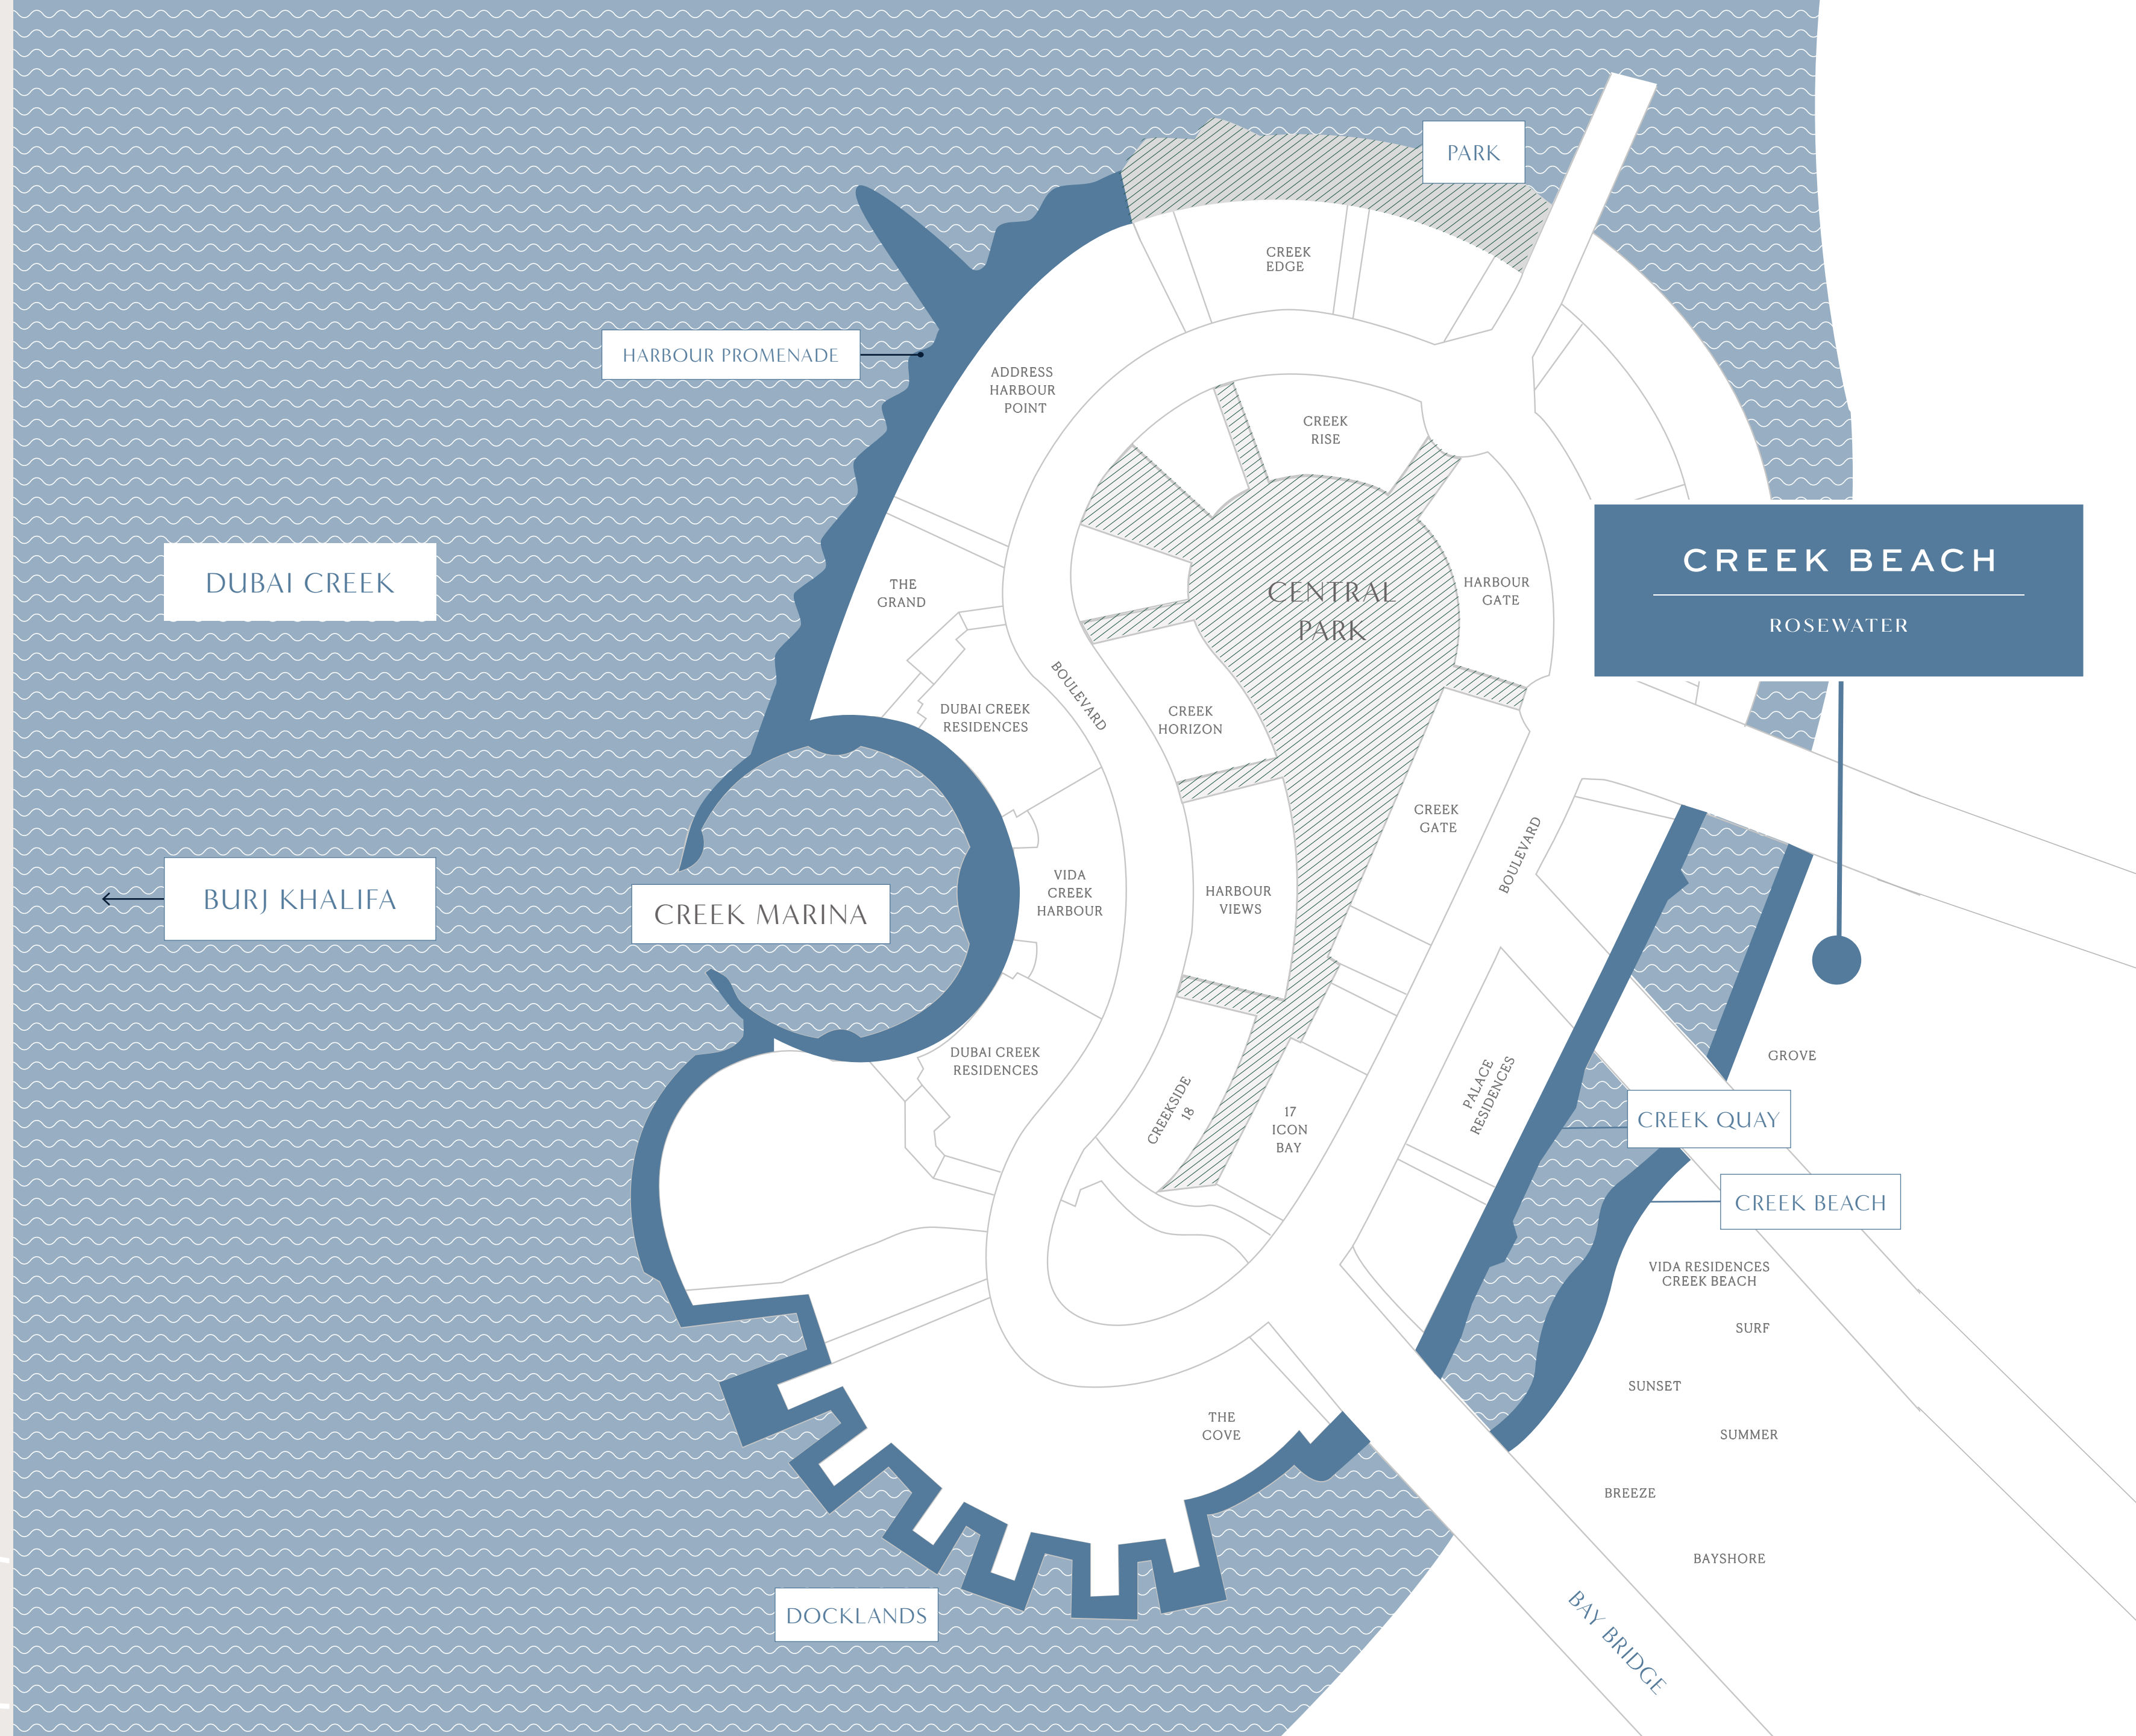 PARK
CREEK
EDGE
HARBOUR PROMENADE
ADDRESS
HARBOUR
POINT
CREEK
RISE
CREEK BEACH
ROSEWATER
DUBAI CREEK
THE
GRAND
CENTRAL
PARK
HARBOUR
GATE
BOULEVARD
DUBAI CREEK
RESIDENCES
CREEK
HORIZON
CREEK
GATE
BOULEVARD
BURJ KHALIFA
CREEK MARINA
VIDA
CREEK
HARBOUR
HARBOUR
VIEWS
DUBAI CREEK
RESIDENCES
GROVE
CREEKSIDE
18
17
ICON
BAY
PALACE
RESIDENCES
CREEK QUAY
CREEK BEACH
VIDA RESIDENCES
CREEK BEACH
SURF
SUNSET
THE
COVE
SUMMER
BREEZE
BAYSHORE
DOCKLANDS
BAY BRIDGE